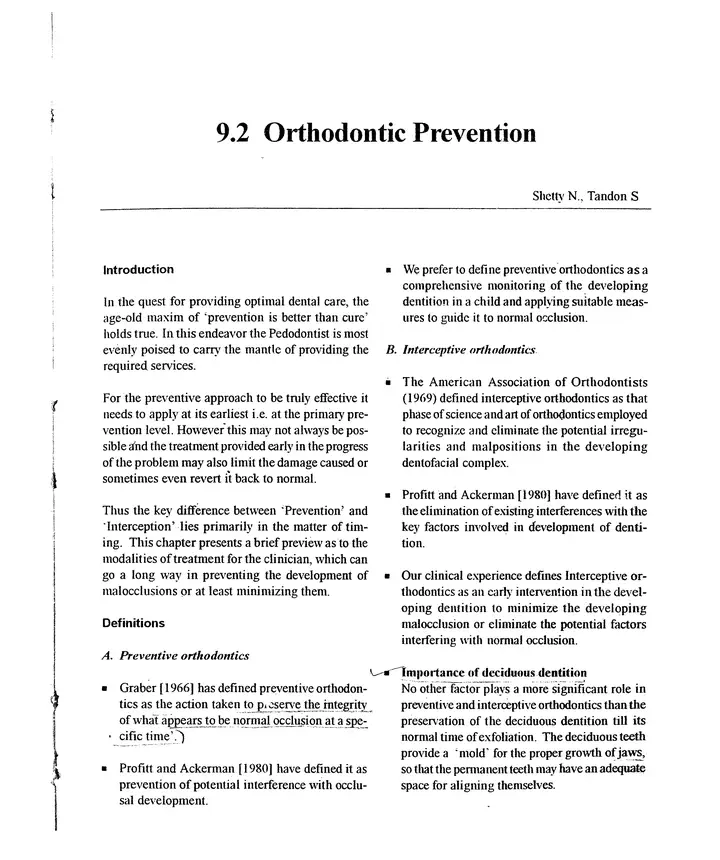 9.2 Orthodontic Prevention
Shetty N., Tandon S
Introduction
In the quest for providing optimal dental care, the
age-old maxim of ‘prevention is better than cure’
holds true. In this endeavor the Pedodontist is most
evenly poised to carry the mantle of providing the
required services.
For the preventive approach to be truly effective it
needs to apply at its earliest i.e. at the primary pre-
vention level. However this may not always be pos-
sible and the treatment provided early in the progress
of the problem may also limit the damage caused or
sometimes even revert it back to normal.
Thus the key difference between ‘Prevention’ and
‘Interception’ lies primarily in the matter of tim-
ing. This chapter presents a brief preview as to the
modalities of treatment for the clinician, which can
go a long way in preventing the development of
malocclusions or at least minimizing them.
Definitions
A. Preventive orthodontics
▪ Graber [1966] has defined preventive orthodon-
tics as the action taken to preserve the integrity
of what appears to be normal occlusion at a spe-
cific time’.)
▪ Profitt and Ackerman [1980] have defined it as
prevention of potential interference with occlu-
sal development.
▪ We prefer to define preventive orthodontics as a
comprehensive monitoring of the developing
dentition in a child and applying suitable meas-
ures to guide it to normal occlusion.
B. Interceptive orthodontics
▪ The American Association of Orthodontists
(1969) defined interceptive orthodontics as that
phase of science and art of orthodontics employed
to recognize and eliminate the potential irregu-
larities and malpositions in the developing
dentofacial complex.
▪ Profitt and Ackerman [1980] have defined it as
the elimination of existing interferences with the
key factors involved in development of denti-
tion.
▪ Our clinical experience defines Interceptive or-
thodontics as an early intervention in the devel-
oping dentition to minimize the developing
malocclusion or eliminate the potential factors
interfering with normal occlusion.
▪ Importance of deciduous dentition
No other factor plays a more significant role in
preventive and interceptive orthodontics than the
preservation of the deciduous dentition till its
normal time of exfoliation. The deciduous teeth
provide a ‘mold’ for the proper growth of jaws,
so that the permanent teeth may have an adequate
space for aligning themselves.